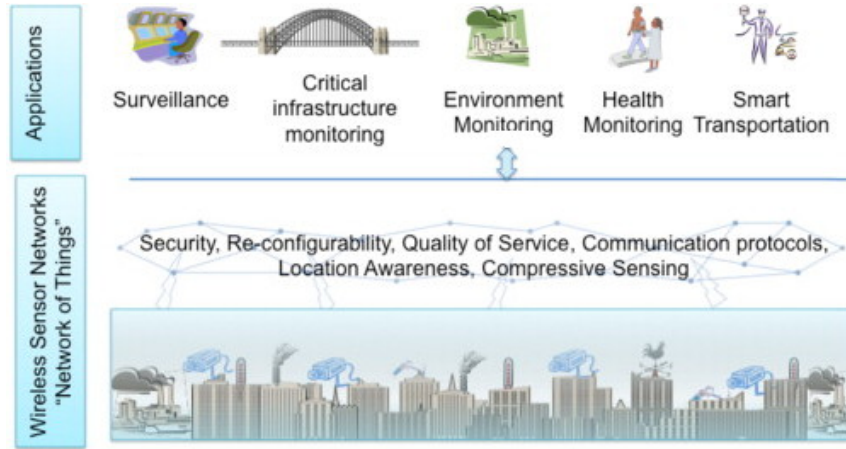 Applications
Surveillance
Critical
infrastructure
monitoring
Environment
Monitoring
Health
Monitoring
Smart
Transportation
Wireless Sensor Networks
"Network of Things"
Security, Re-configurability, Quality of Service, Communication protocols,
Location Awareness, Compressive Sensing